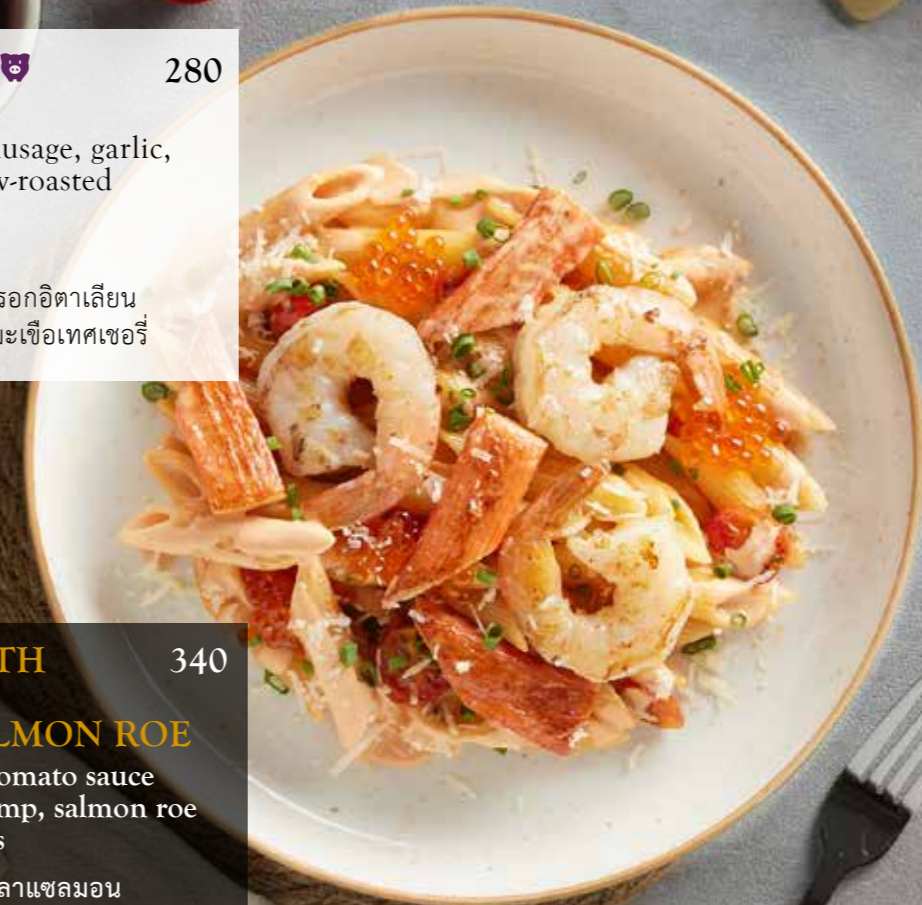 280
usage, garlic,
-roasted
รอกอิตาเลียน
มะเขือเทศเชอรี่
TH 340
LMON ROE
omato sauce
mp, salmon roe
s
ลาแซลมอน